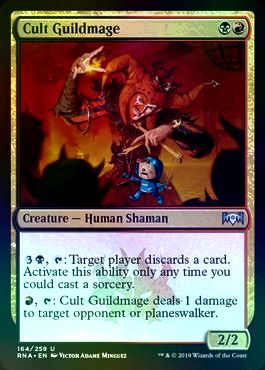 Cult Guildmage
Creature — Human Shaman
3, : Target player discards a card.
Activate this ability only any time you
could cast a sorcery.
, : Cult Guildmage deals 1 damage
to target opponent or planeswalker.
2/2
164/259 U
RNA • EN Victor Adame Minguez
™ & © 2019 Wizards of the Coast